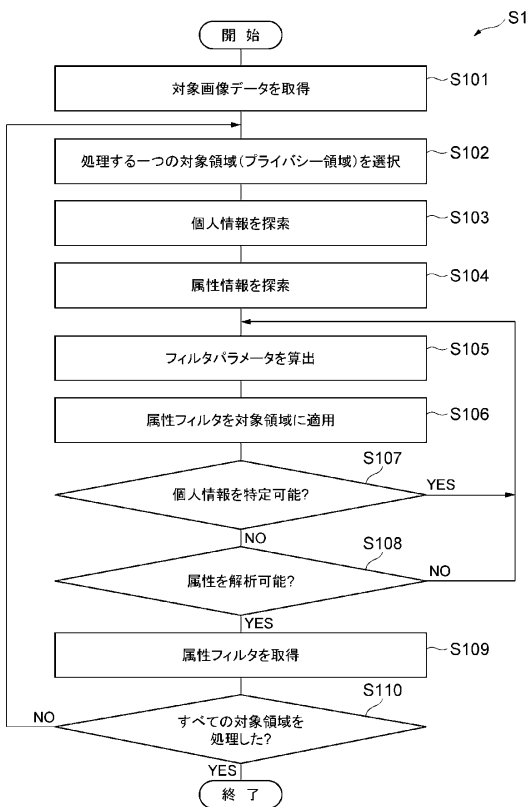 S1
開 始
対象画像データを取得
S101
処理する一つの対象領域(プライバシー領域)を選択
S102
個人情報を探索
S103
属性情報を探索
S104
フィルタパラメータを算出
S105
属性フィルタを対象領域に適用
S106
S107
個人情報を特定可能?
YES
NO
S108
属性を解析可能?
NO
YES
属性フィルタを取得
S109
S110
NO
すべての対象領域を
処理した?
YES
終 了